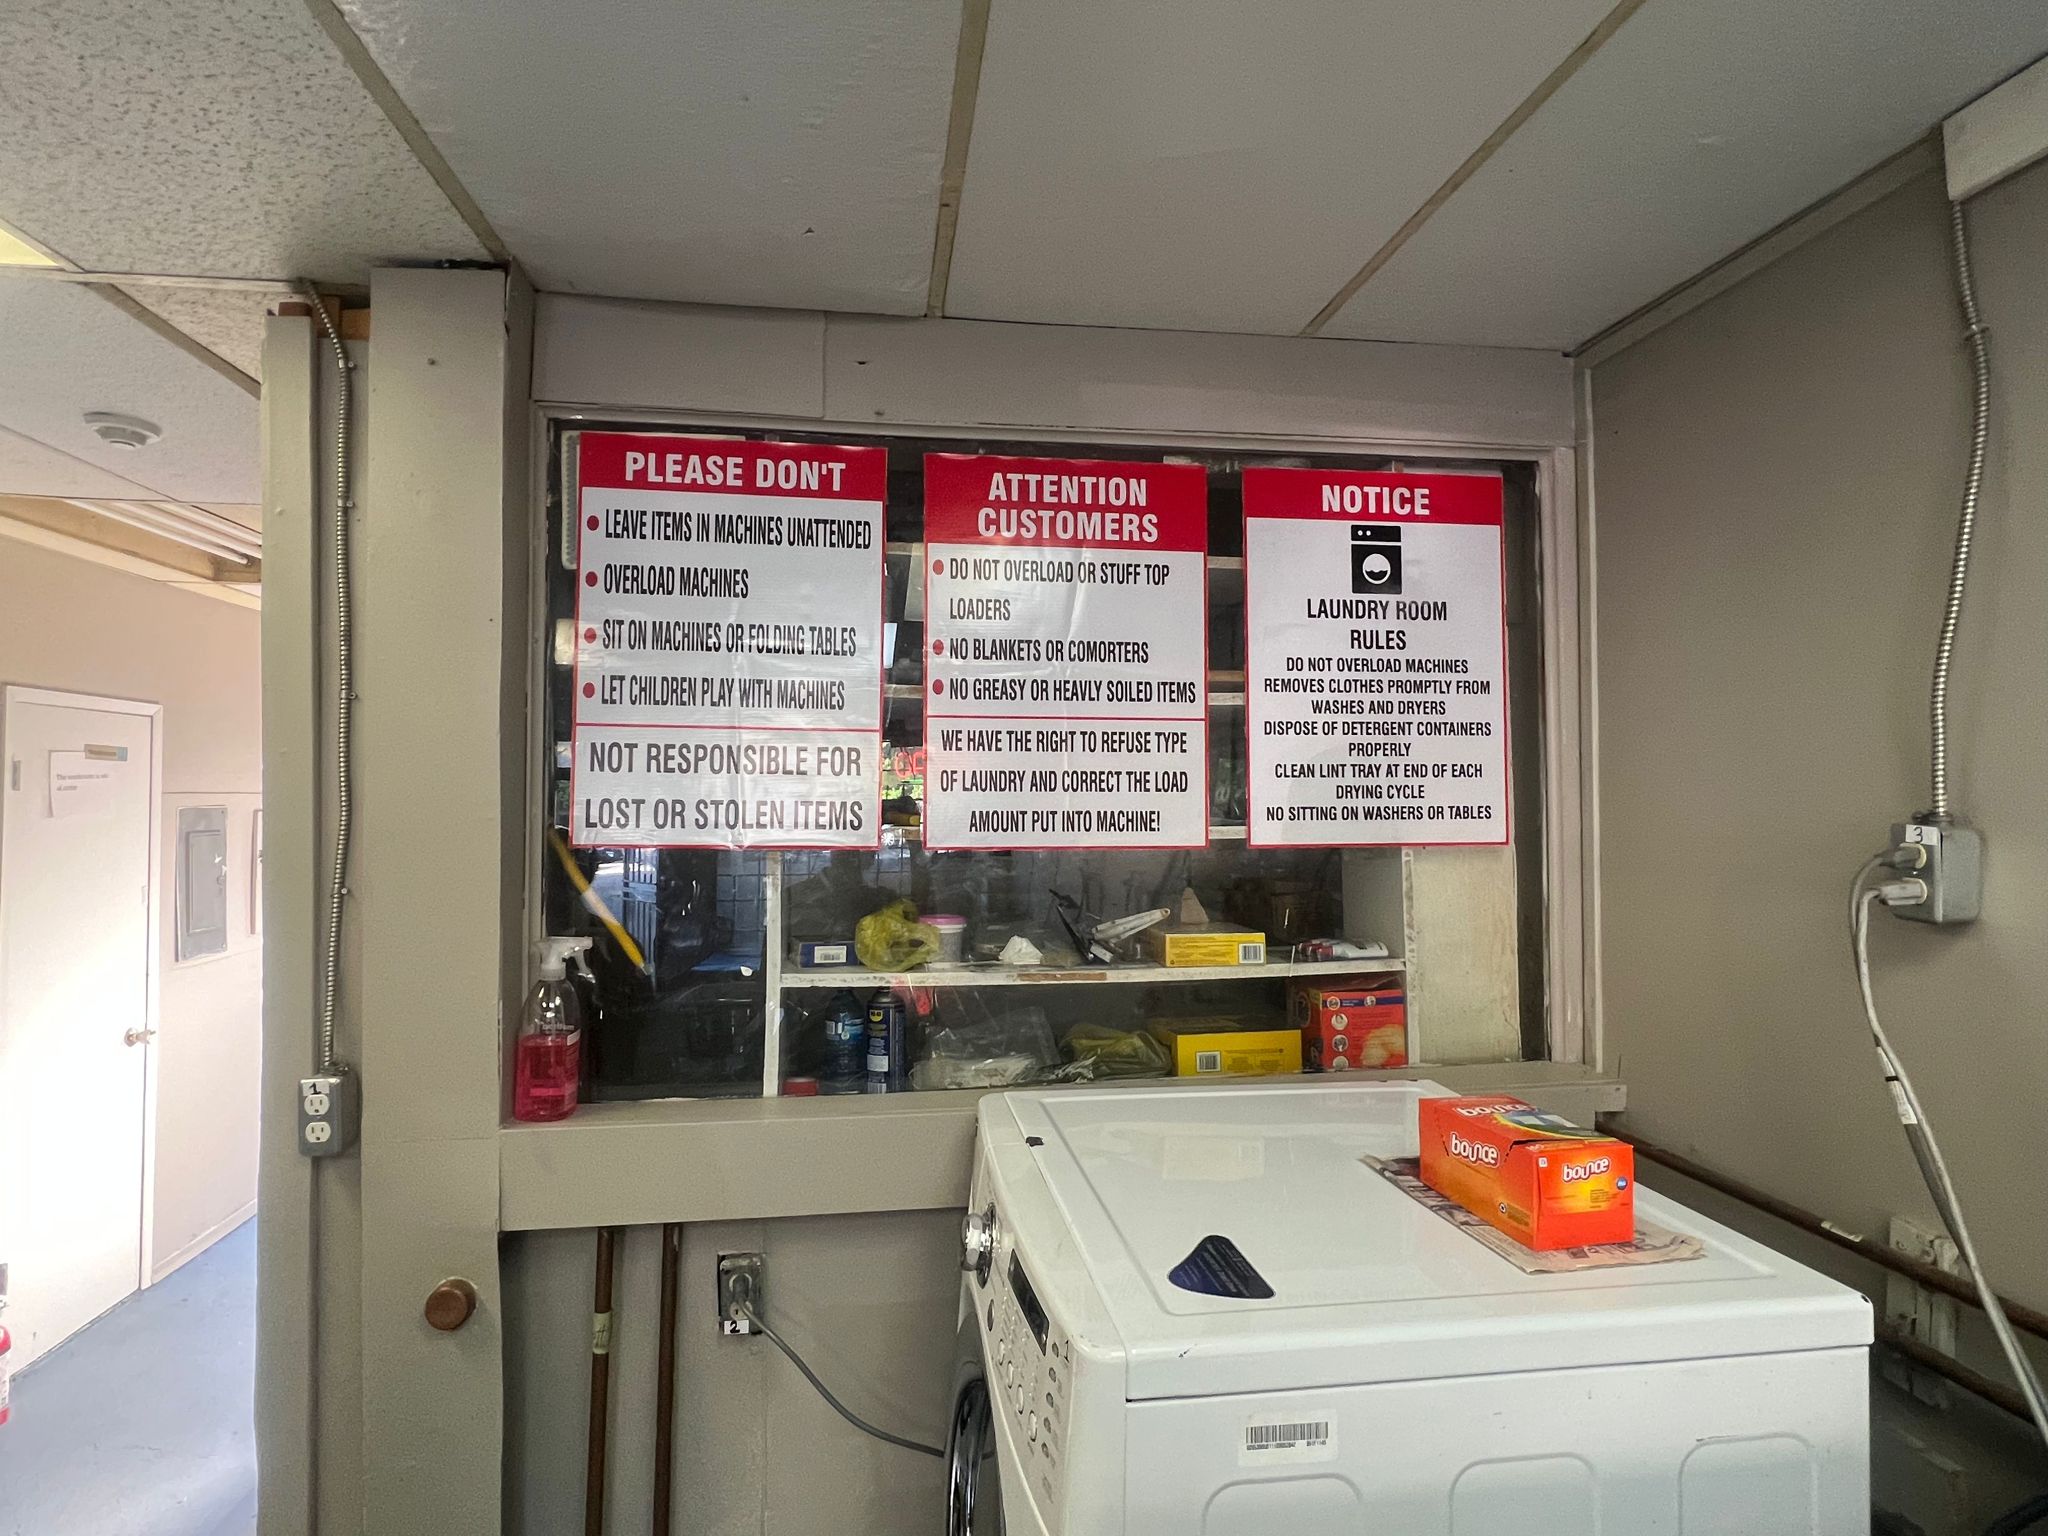 PLEASE DON'T
LEAVE ITEMS IN MACHINES UNATTENDED
OVERLOAD MACHINES
SIT ON MACHINES OR FOLDING TABLES
LET CHILDREN PLAY WITH MACHINES
NOT RESPONSIBLE FOR
LOST OR STOLEN ITEMS
ATTENTION
CUSTOMERS
DO NOT OVERLOAD OR STUFF TOP
LOADERS
NO BLANKETS OR COMORTERS
NO GREASY OR HEAVLY SOILED ITEMS
WE HAVE THE RIGHT TO REFUSE TYPE
OF LAUNDRY AND CORRECT THE LOAD
AMOUNT PUT INTO MACHINE!
NOTICE
LAUNDRY ROOM
RULES
DO NOT OVERLOAD MACHINES
REMOVES CLOTHES PROMPTLY FROM
WASHES AND DRYERS
DISPOSE OF DETERGENT CONTAINERS
PROPERLY
CLEAN LINT TRAY AT END OF EACH
DRYING CYCLE
NO SITTING ON WASHERS OR TABLES
3
1
2
bounce
bounce
bounce
1